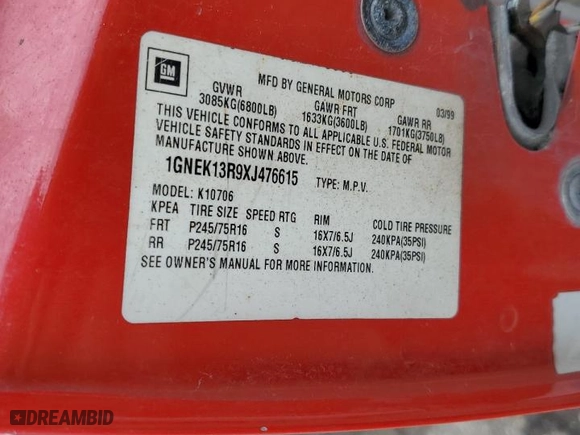 GM
MFD BY GENERAL MOTORS CORP 03/99
GVWR GAWR FRT GAWR RR
3085KG(6800LB) 1633KG(3600LB) 1701KG(3750LB)
THIS VEHICLE CONFORMS TO ALL APPLICABLE U.S. FEDERAL MOTOR
VEHICLE SAFETY STANDARDS IN EFFECT ON THE DATE OF
MANUFACTURE SHOWN ABOVE.
1GNEK13R9XJ476615 TYPE: M.P.V.
MODEL: K10706
KPEA TIRE SIZE SPEED RTG RIM COLD TIRE PRESSURE
FRT P245/75R16 S 16X7/6.5J 240KPA(35PSI)
RR P245/75R16 S 16X7/6.5J 240KPA(35PSI)
SEE OWNER'S MANUAL FOR MORE INFORMATION.
DREAMBID